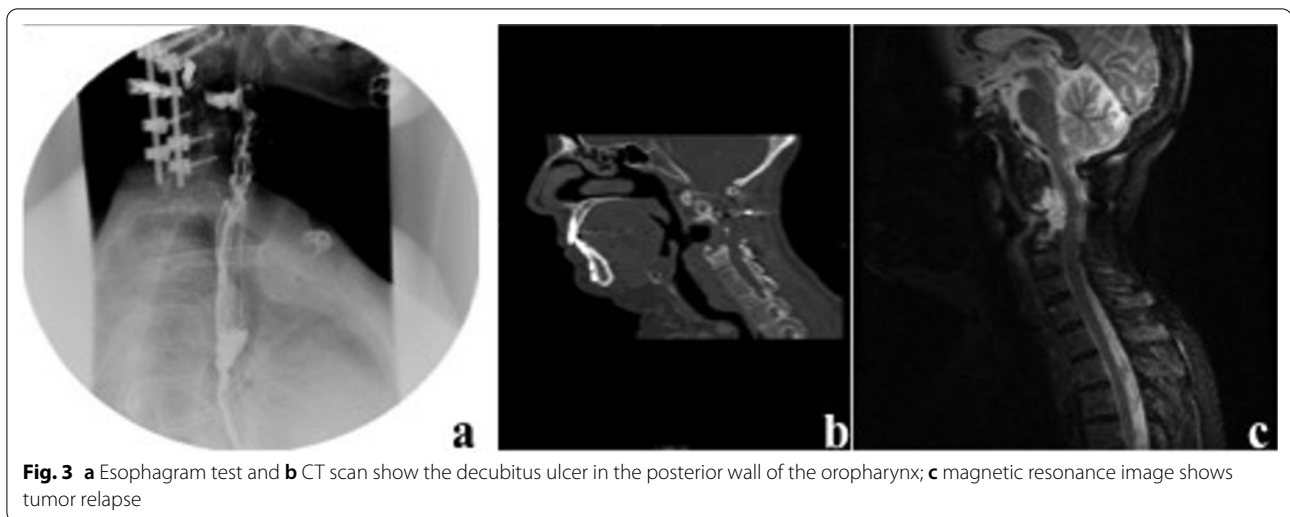 a
b
c
Fig. 3 a Esophagram test and b CT scan show the decubitus ulcer in the posterior wall of the oropharynx; c magnetic resonance image shows
tumor relapse